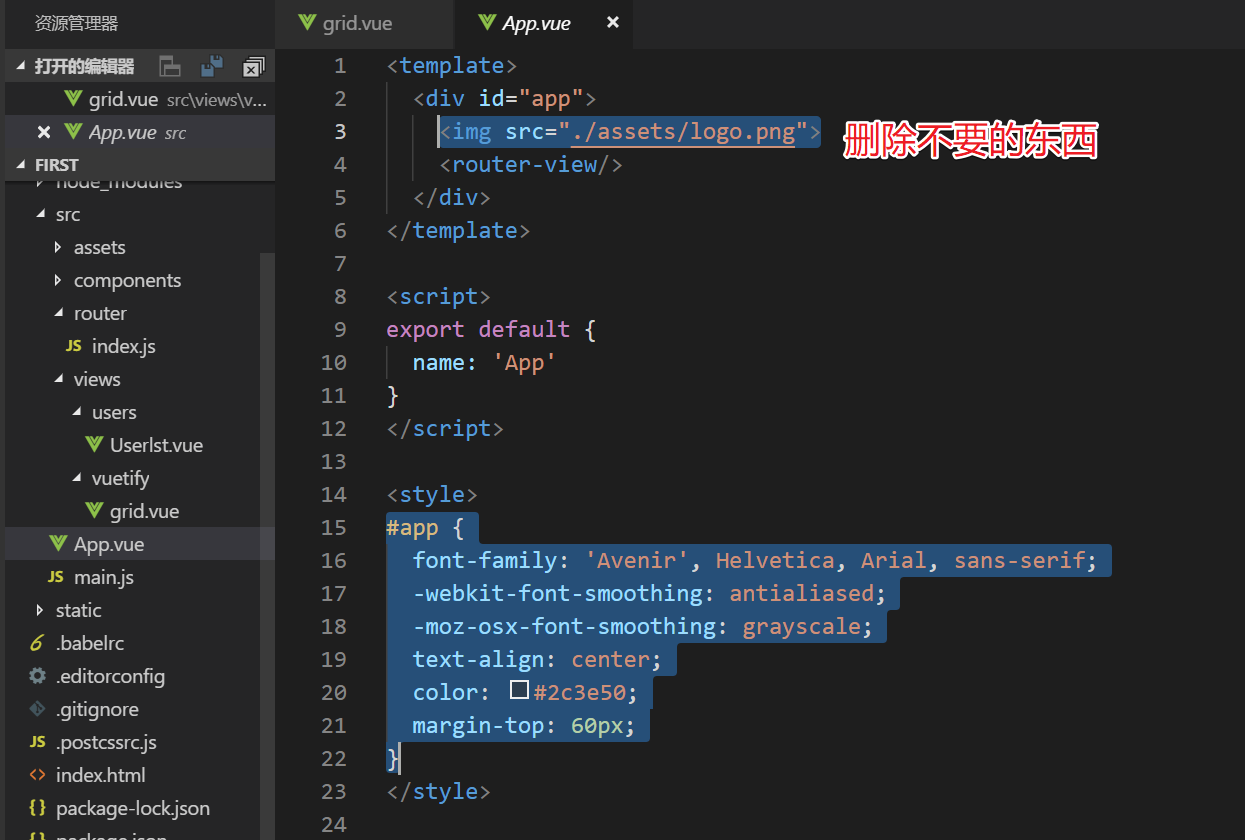 资源管理器
打开的编辑器
grid.vue src\views\v...
App.vue src
FIRST
node_modules
src
assets
components
router
JS index.js
views
users
Userlst.vue
vuetify
grid.vue
App.vue
JS main.js
static
.babelrc
.editorconfig
.gitignore
JS .postcssrc.js
<> index.html
{} package-lock.json
{} package.json
grid.vue
App.vue
1 <template>
2 <div id="app">
3 <img src="./assets/logo.png"> 删除不要的东西
4 <router-view/>
5 </div>
6 </template>
7
8 <script>
9 export default {
10 name: 'App'
11 }
12 </script>
13
14 <style>
15 #app {
16 font-family: 'Avenir', Helvetica, Arial, sans-serif;
17 -webkit-font-smoothing: antialiased;
18 -moz-osx-font-smoothing: grayscale;
19 text-align: center;
20 color: #2c3e50;
21 margin-top: 60px;
22 }
23 </style>
24